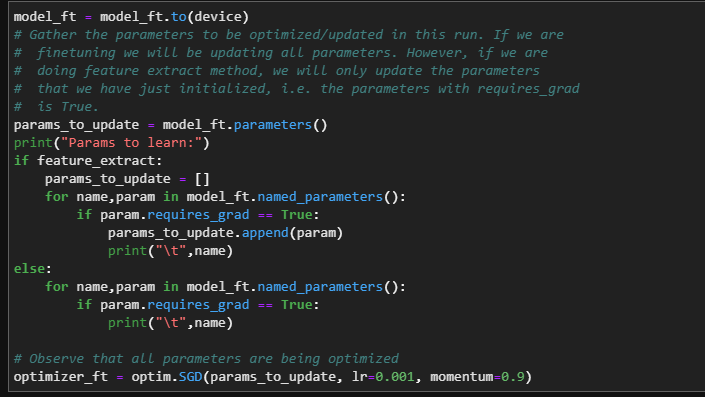 model_ft = model_ft.to(device)
# Gather the parameters to be optimized/updated in this run. If we are
#  finetuning we will be updating all parameters. However, if we are
#  doing feature extract method, we will only update the parameters
#  that we have just initialized, i.e. the parameters with requires_grad
#  is True.
params_to_update = model_ft.parameters()
print("Params to learn:")
if feature_extract:
    params_to_update = []
    for name,param in model_ft.named_parameters():
        if param.requires_grad == True:
            params_to_update.append(param)
            print("\t",name)
else:
    for name,param in model_ft.named_parameters():
        if param.requires_grad == True:
            print("\t",name)
# Observe that all parameters are being optimized
optimizer_ft = optim.SGD(params_to_update, lr=0.001, momentum=0.9)